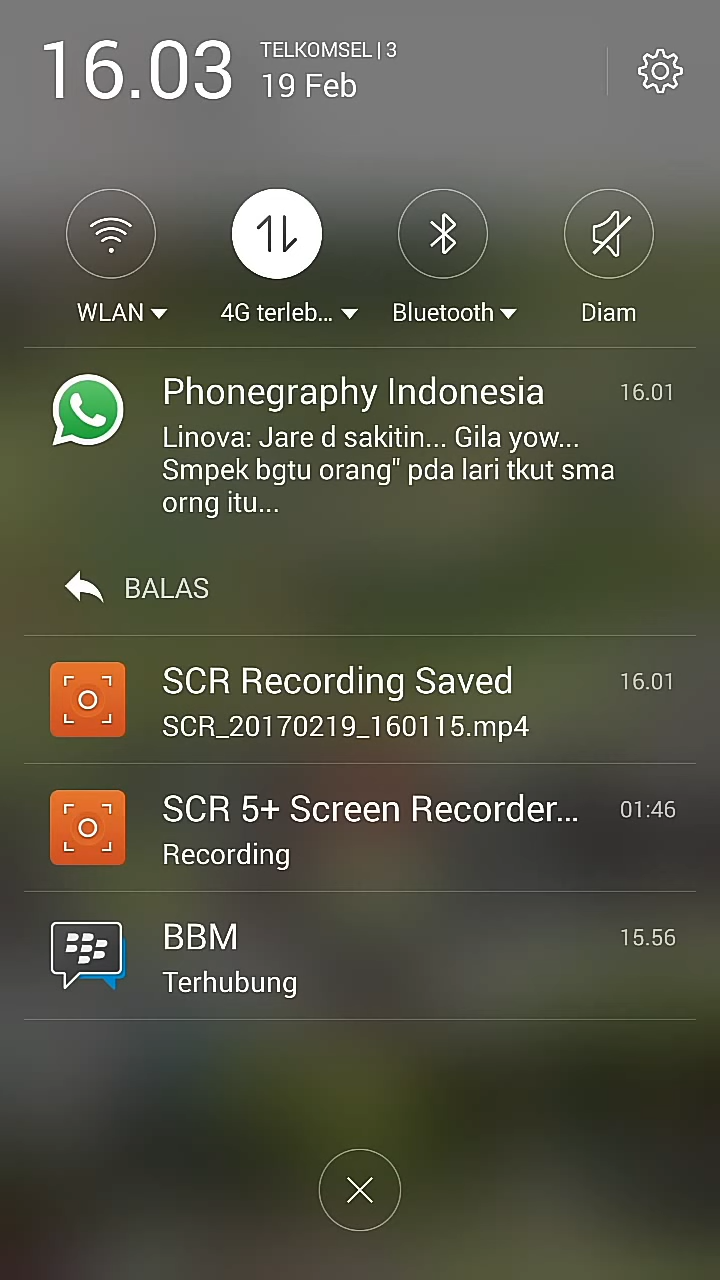 16.03
TELKOMSEL | 3
19 Feb
WLAN
4G terleb...
Bluetooth
Diam
Phonegraphy Indonesia
16.01
Linova: Jare d sakitin... Gila yow...
Smpek bgtu orang" pda lari tkut sma
orng itu...
BALAS
SCR Recording Saved
16.01
SCR_20170219_160115.mp4
SCR 5+ Screen Recorder...
01:46
Recording
BBM
15.56
Terhubung